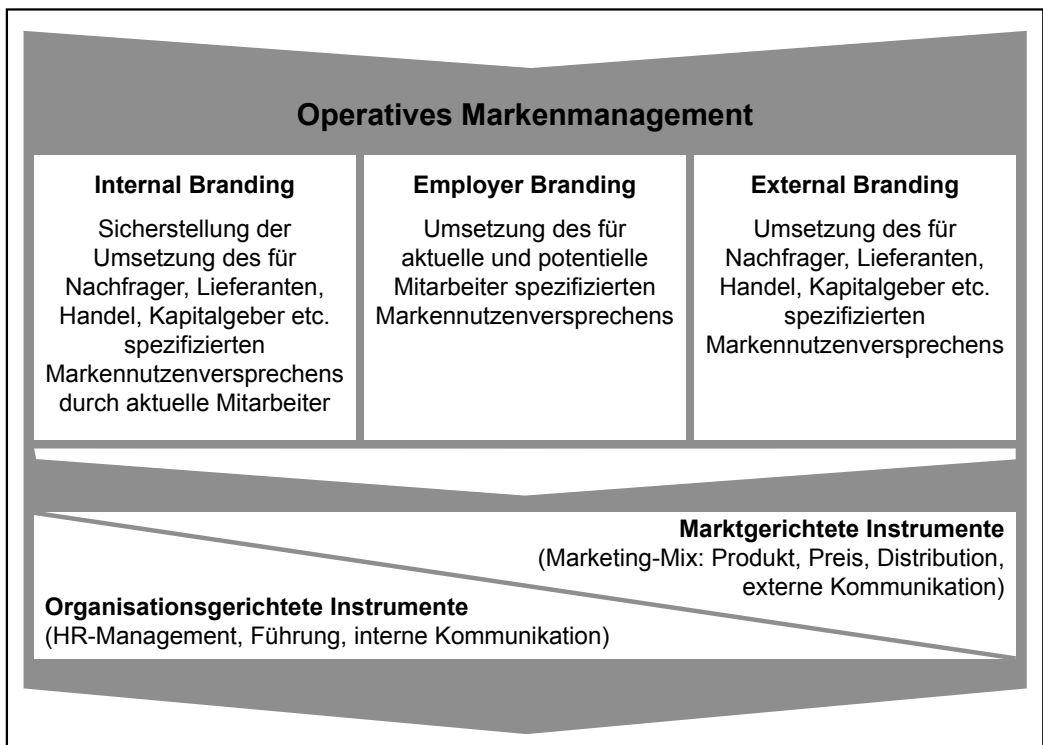 Operatives Markenmanagement
Internal Branding
Sicherstellung der
Umsetzung des für
Nachfrager, Lieferanten,
Handel, Kapitalgeber etc.
spezifizierten
Markennutzenversprechens
durch aktuelle Mitarbeiter
Employer Branding
Umsetzung des für
aktuelle und potentielle
Mitarbeiter spezifizierten
Markennutzenversprechens
External Branding
Umsetzung des für
Nachfrager, Lieferanten,
Handel, Kapitalgeber etc.
spezifizierten
Markennutzenversprechens
Marktgerichtete Instrumente
(Marketing-Mix: Produkt, Preis, Distribution,
externe Kommunikation)
Organisationsgerichtete Instrumente
(HR-Management, Führung, interne Kommunikation)